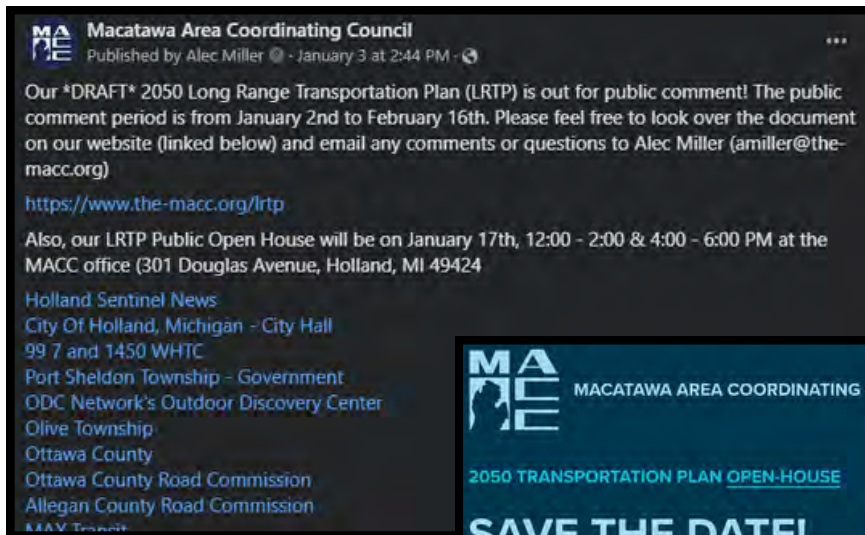 Macatawa Area Coordinating Council
Published by Alec Miller · January 3 at 2:44 PM ·
Our *DRAFT* 2050 Long Range Transportation Plan (LRTP) is out for public comment! The public
comment period is from January 2nd to February 16th. Please feel free to look over the document
on our website (linked below) and email any comments or questions to Alec Miller (amiller@the-
macc.org)
https://www.the-macc.org/lrtp
Also, our LRTP Public Open House will be on January 17th, 12:00 - 2:00 & 4:00 - 6:00 PM at the
MACC office (301 Douglas Avenue, Holland, MI 49424
Holland Sentinel News
City Of Holland, Michigan - City Hall
99 7 and 1450 WHTC
Port Sheldon Township - Government
ODC Network's Outdoor Discovery Center
Olive Township
Ottawa County
Ottawa County Road Commission
Allegan County Road Commission
MAX Transit
MACC
MACATAWA AREA COORDINATING
2050 TRANSPORTATION PLAN OPEN-HOUSE
SAVE THE DATE!